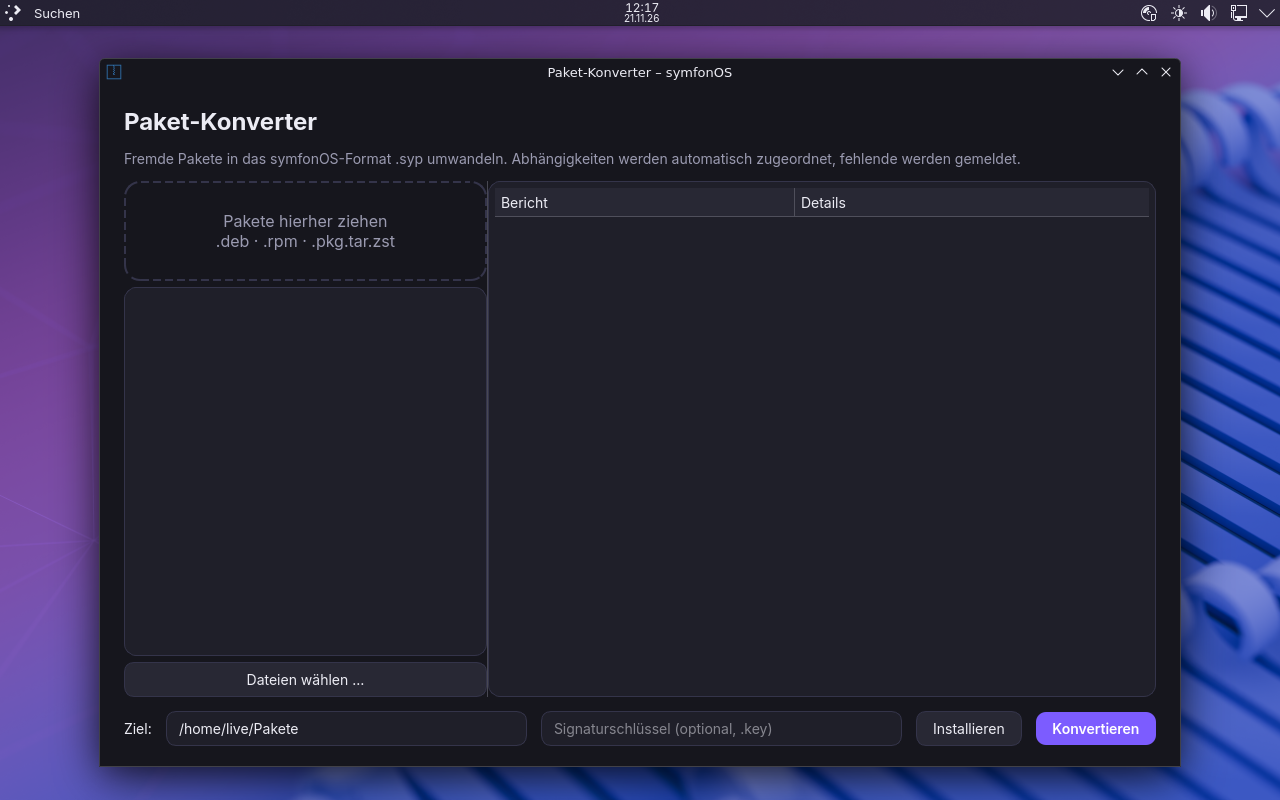 Suchen
12:17
21.11.26
Paket-Konverter – symfonOS
Paket-Konverter
Fremde Pakete in das symfonOS-Format .syp umwandeln. Abhängigkeiten werden automatisch zugeordnet, fehlende werden gemeldet.
Pakete hierher ziehen
.deb · .rpm · .pkg.tar.zst
Bericht
Details
Dateien wählen ...
Ziel:
/home/live/Pakete
Signaturschlüssel (optional, .key)
Installieren
Konvertieren